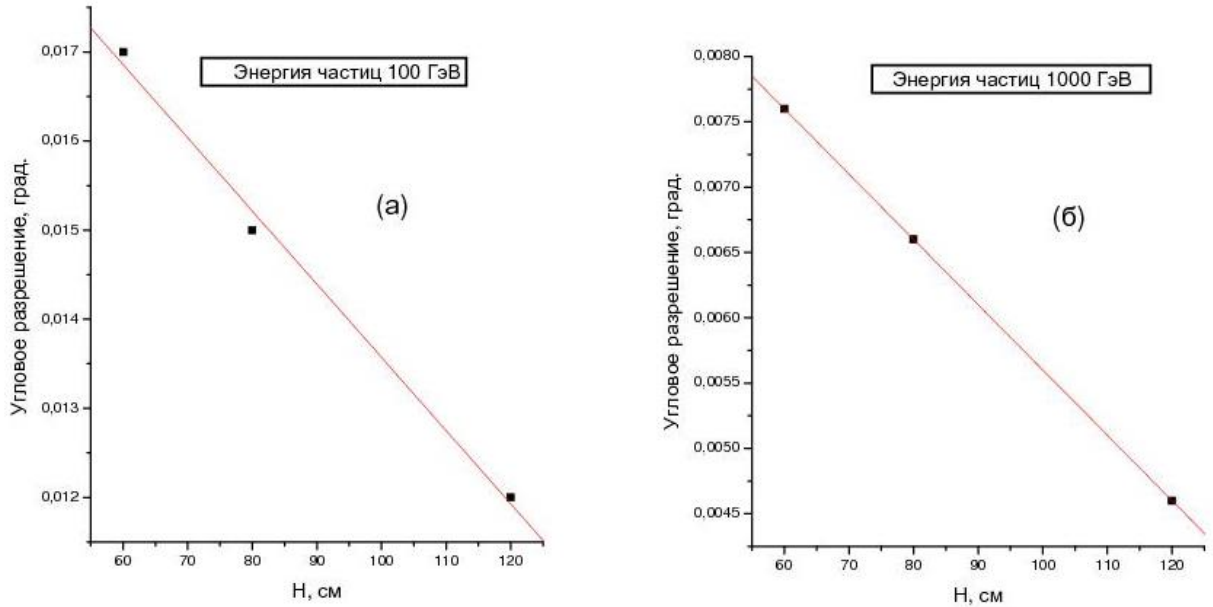 Энергия частиц 100 ГэВ
(а)
Угловое разрешение, град.
0,017
0,016
0,015
0,014
0,013
0,012
60 70 80 90 100 110 120
H, см
Энергия частиц 1000 ГэВ
(б)
Угловое разрешение, град.
0,0080
0,0075
0,0070
0,0065
0,0060
0,0055
0,0050
0,0045
60 70 80 90 100 110 120
H, см